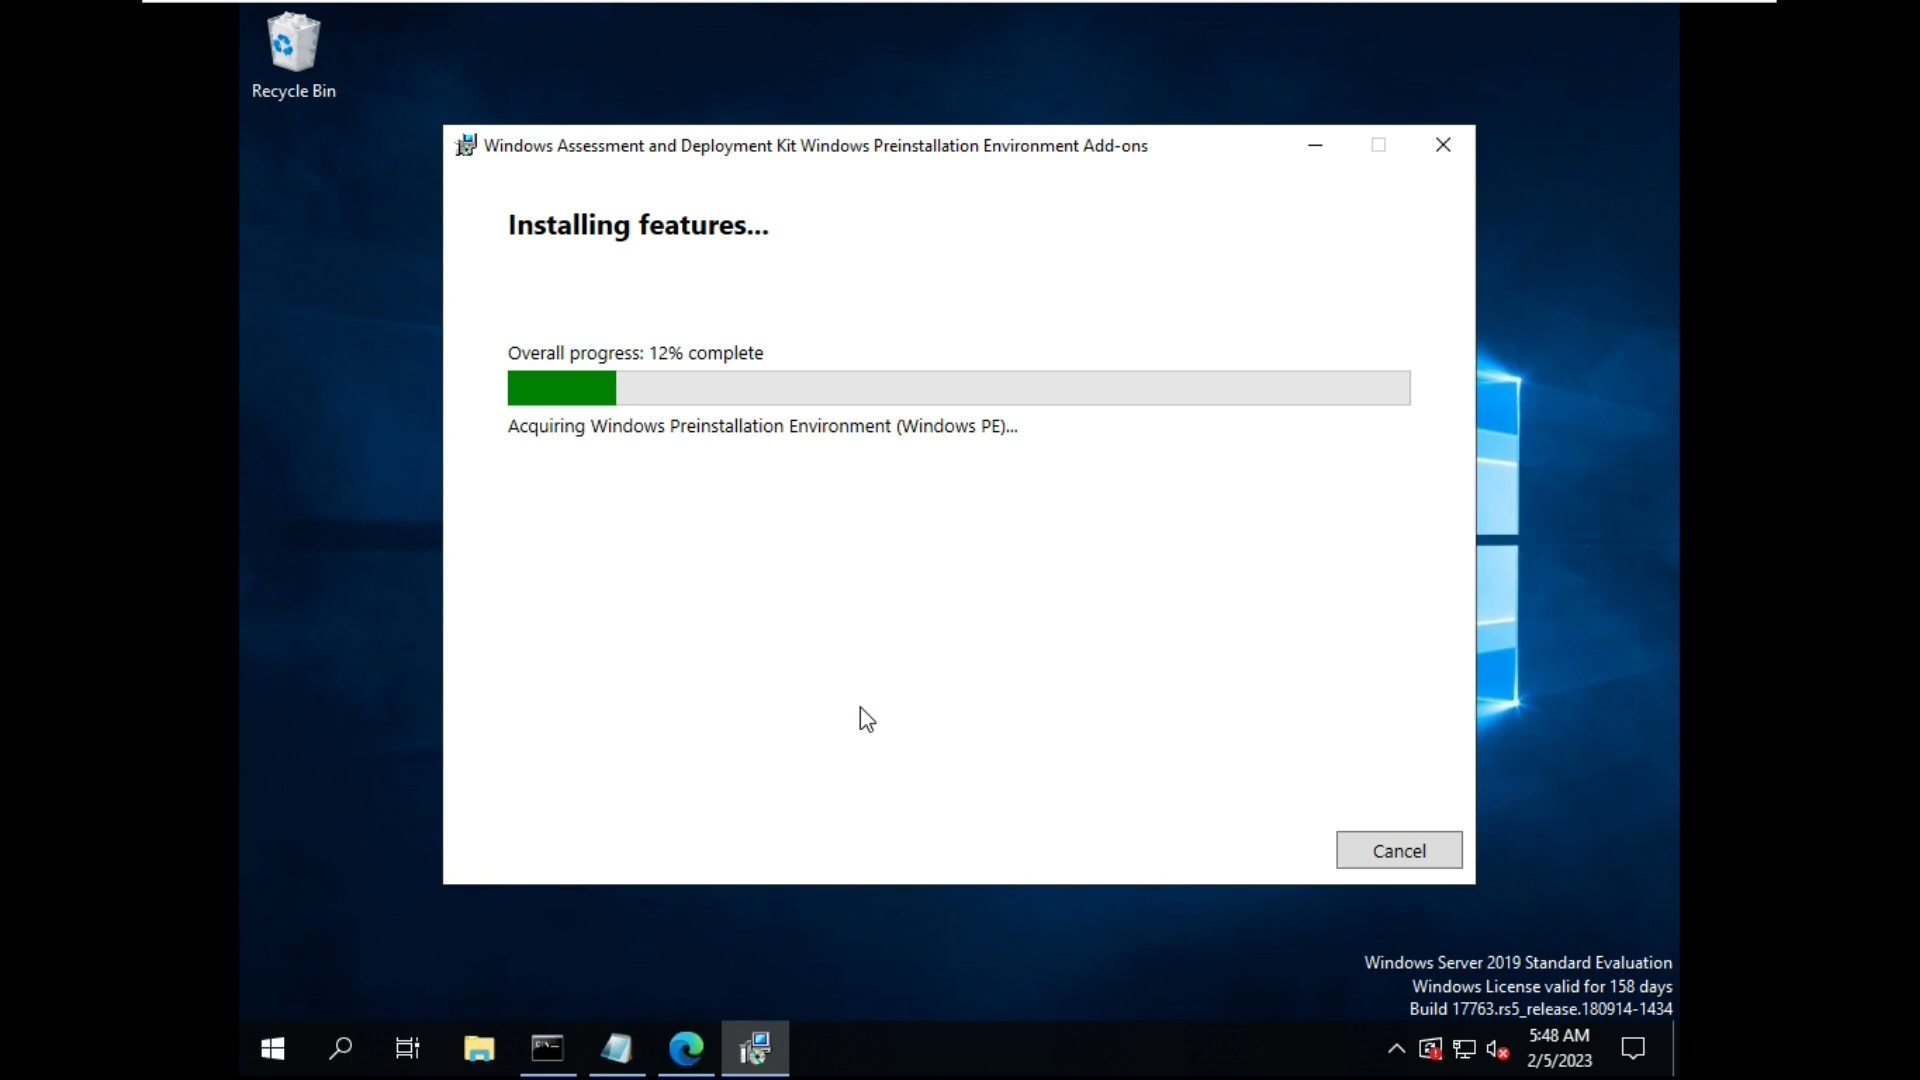 Recycle Bin
Windows Assessment and Deployment Kit Windows Preinstallation Environment Add-ons
Installing features...
Overall progress: 12% complete
Acquiring Windows Preinstallation Environment (Windows PE)...
Cancel
Windows Server 2019 Standard Evaluation
Windows License valid for 158 days
Build 17763.rs5_release.180914-1434
5:48 AM
2/5/2023